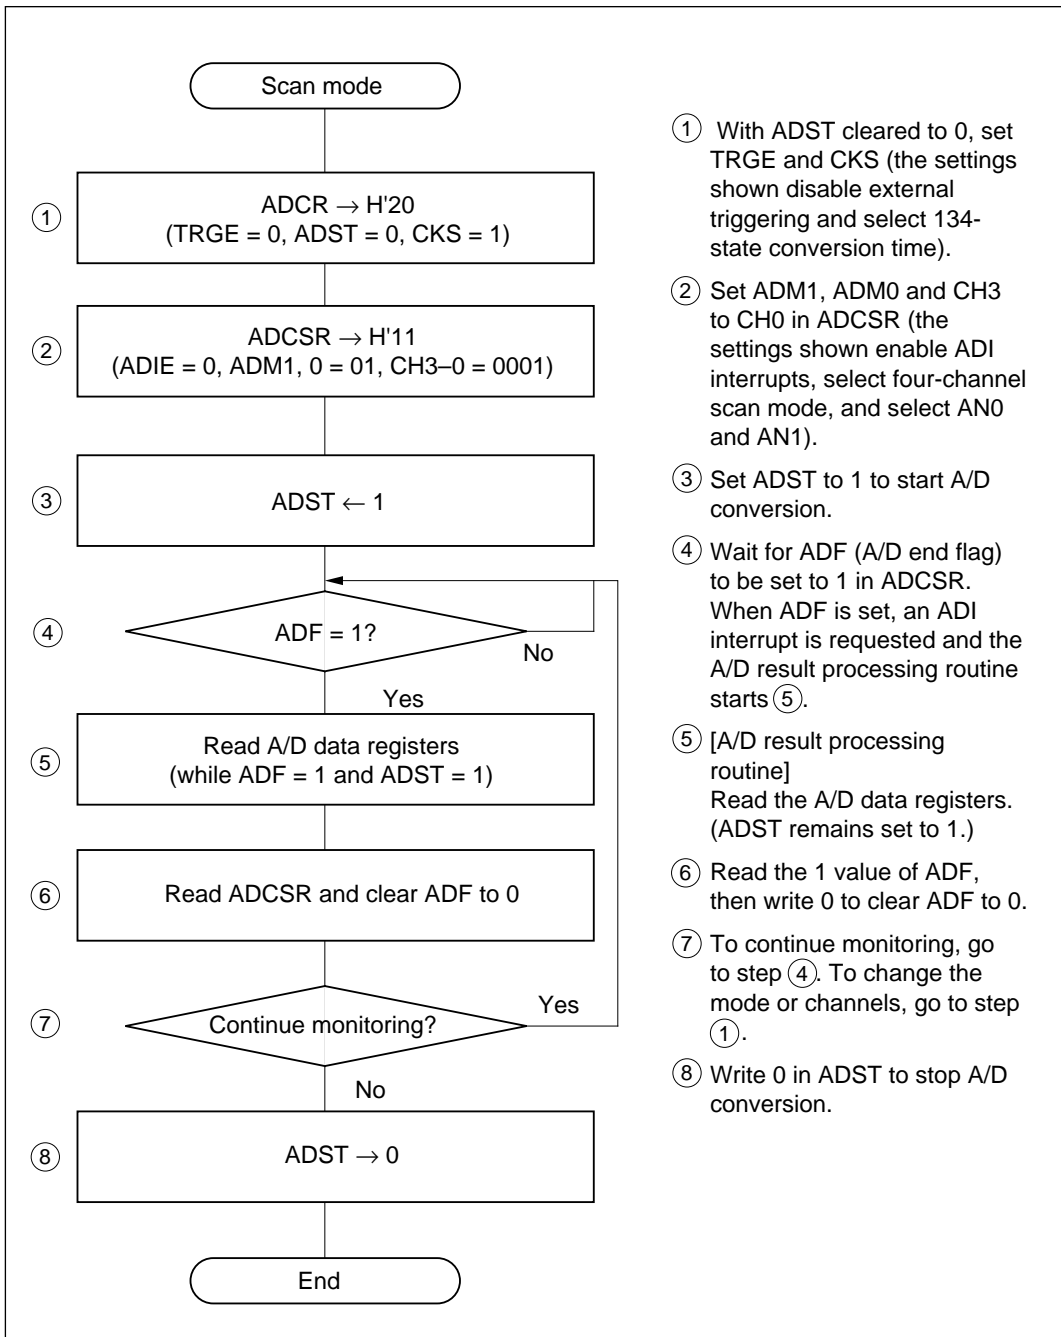 Scan mode
① 
ADCR → H'20
(TRGE = 0, ADST = 0, CKS = 1)
②
ADCSR → H'11
(ADIE = 0, ADM1, 0 = 01, CH3–0 = 0001)
③
ADST ← 1
④
ADF = 1?
No
Yes
⑤
Read A/D data registers
(while ADF = 1 and ADST = 1)
⑥
Read ADCSR and clear ADF to 0
⑦
Continue monitoring?
Yes
No
⑧
ADST → 0
End
① With ADST cleared to 0, set
TRGE and CKS (the settings
shown disable external
triggering and select 134-
state conversion time).
② Set ADM1, ADM0 and CH3
to CH0 in ADCSR (the
settings shown enable ADI
interrupts, select four-channel
scan mode, and select AN0
and AN1).
③ Set ADST to 1 to start A/D
conversion.
④ Wait for ADF (A/D end flag)
to be set to 1 in ADCSR.
When ADF is set, an ADI
interrupt is requested and the
A/D result processing routine
starts ⑤.
⑤ [A/D result processing
routine]
Read the A/D data registers.
(ADST remains set to 1.)
⑥ Read the 1 value of ADF,
then write 0 to clear ADF to 0.
⑦ To continue monitoring, go
to step ④. To change the
mode or channels, go to step
①.
⑧ Write 0 in ADST to stop A/D
conversion.